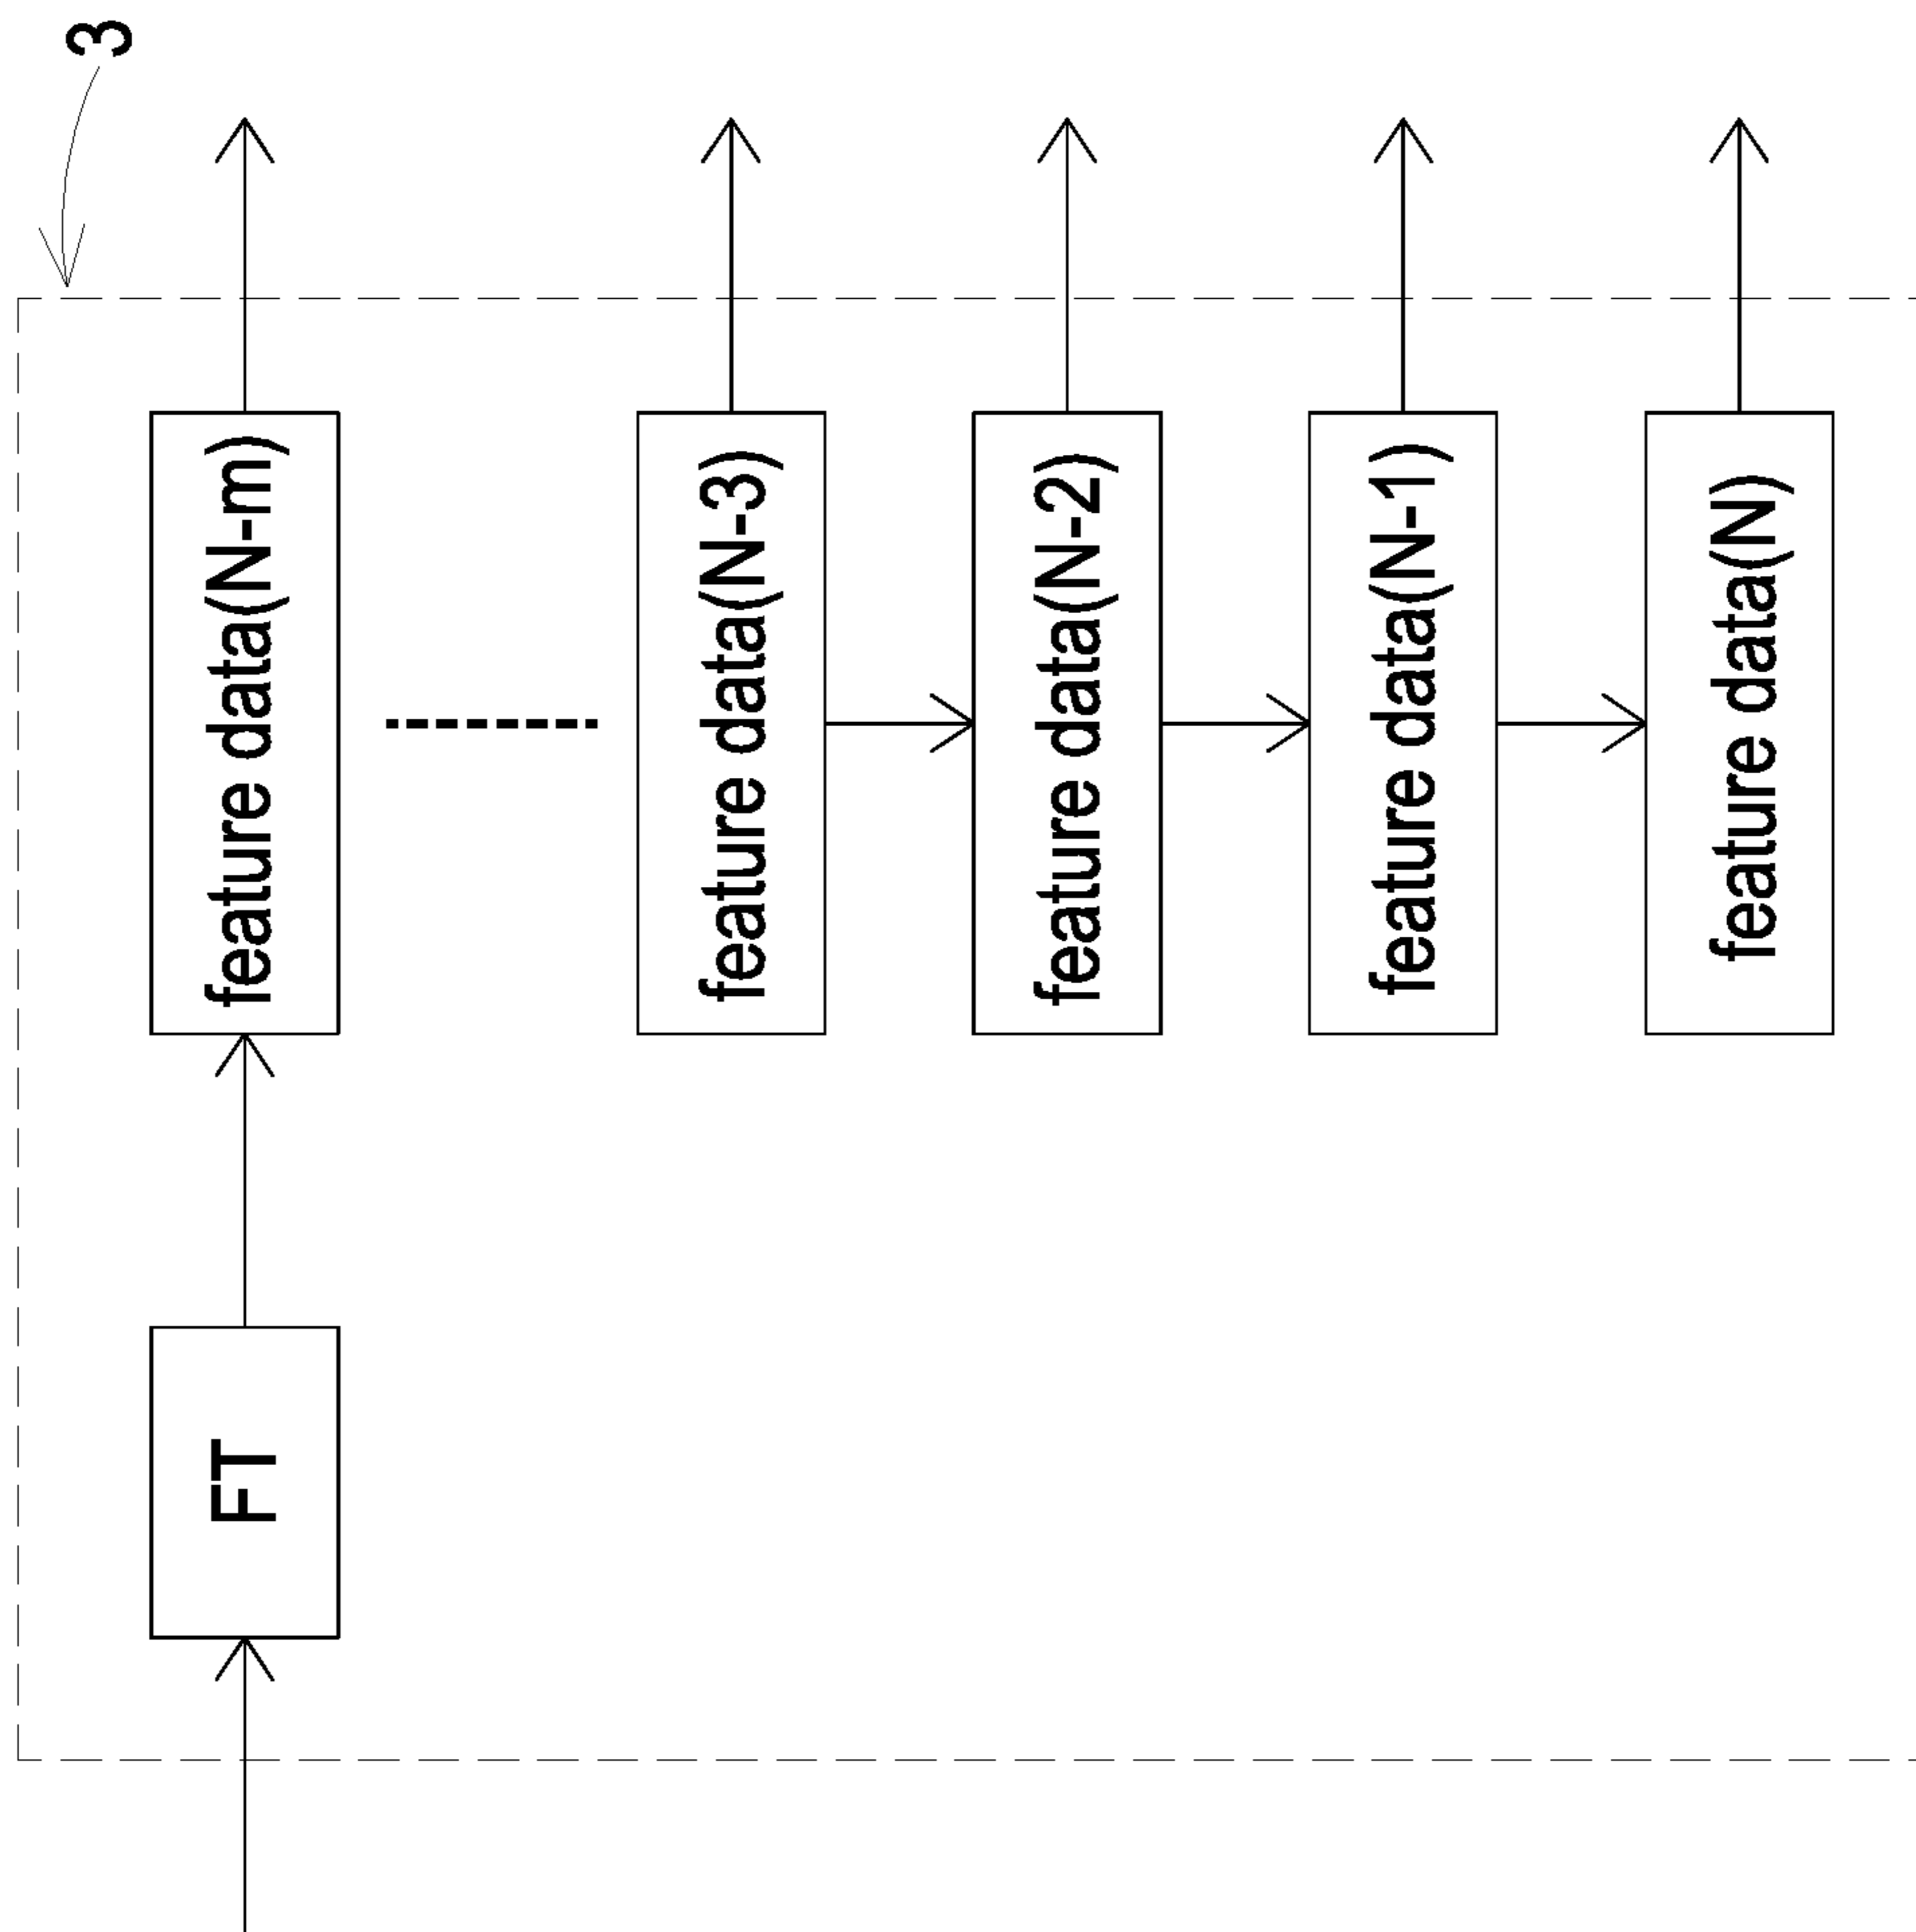 3
FT
feature data(N-m)
feature data(N-3)
feature data(N-2)
feature data(N-1)
feature data(N)